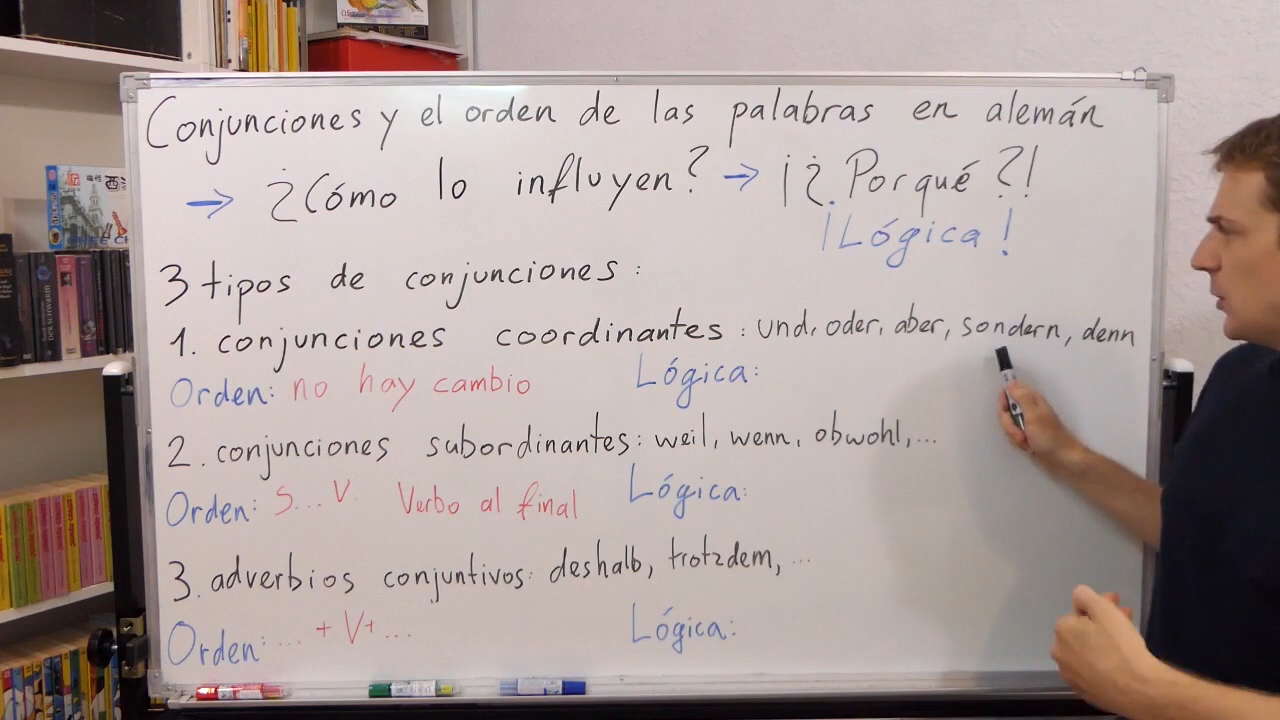 Conjunciones y el orden de las palabras en alemán
→ ¿Cómo lo influyen? → ¡¿Porqué?!
¡Lógica!
3 tipos de conjunciones:
1. conjunciones coordinantes: und, oder, aber, sondern, denn
Orden: no hay cambio Lógica:
2. conjunciones subordinantes: weil, wenn, obwohl, ...
Orden: S... V. Verbo al final Lógica:
3. adverbios conjuntivos: deshalb, trotzdem, ...
Orden: ... + V + ... Lógica:
DER SCHWARM